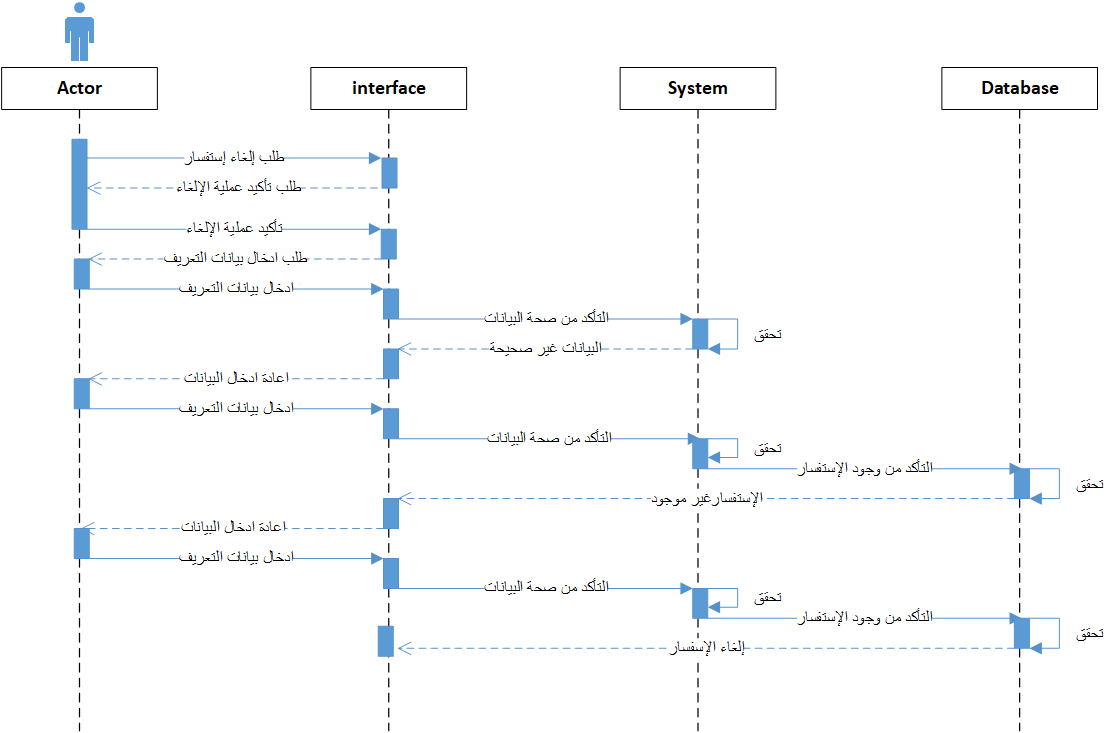 Actor
interface
System
Database
طلب إلغاء إستفسار
طلب تأكيد عملية الإلغاء
تأكيد عملية الإلغاء
طلب ادخال بيانات التعريف
ادخال بيانات التعريف
التأكد من صحة البيانات
تحقق
البيانات غير صحيحة
اعادة ادخال البيانات
ادخال بيانات التعريف
التأكد من صحة البيانات
تحقق
التأكد من وجود الإستفسار
تحقق
الإستفسارغير موجود
اعادة ادخال البيانات
ادخال بيانات التعريف
التأكد من صحة البيانات
تحقق
التأكد من وجود الإستفسار
تحقق
إلغاء الإسفسار